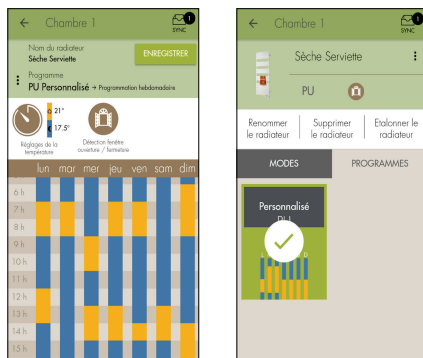 Chambre 1
1
SYNC
Nom du radiateur
Sèche Serviette
ENREGISTRER
Programme
PU Personnalisé → Programmation hebdomadaire
21°
17.5°
Réglages de la
température
Détection fenêtre
ouverture / fermeture
lun mar mer jeu ven sam dim
6 h
7 h
8 h
9 h
10 h
11 h
12 h
13 h
14 h
15 h
Chambre 1
1
SYNC
Sèche Serviette
PU
Renommer
le radiateur
Supprimer
le radiateur
Etalonner le
radiateur
MODES
PROGRAMMES
Personnalisé
PU